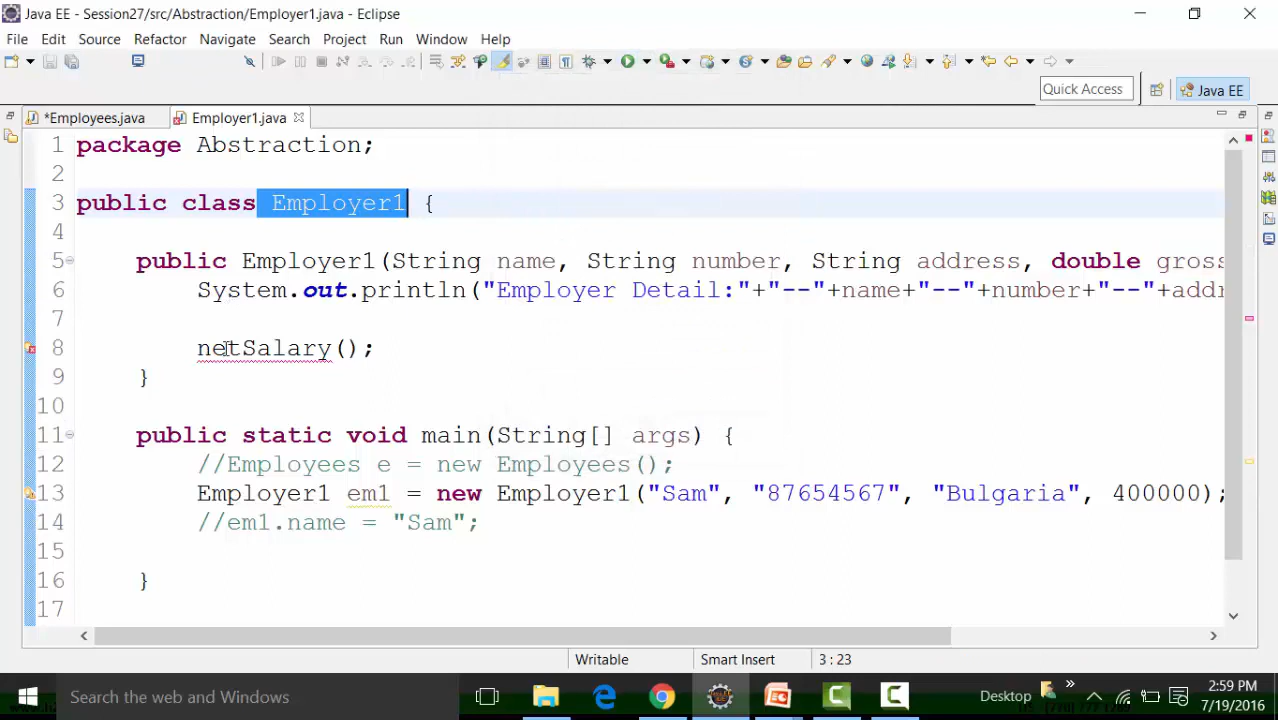 Java EE - Session27/src/Abstraction/Employer1.java - Eclipse
File Edit Source Refactor Navigate Search Project Run Window Help
Quick Access
Java EE
*Employees.java
Employer1.java
1 package Abstraction;
2
3 public class Employer1 {
4
5 public Employer1(String name, String number, String address, double gross
6 System.out.println("Employer Detail:"+"--"+name+"--"+number+"--"+addr
7
8 netSalary();
9 }
10
11 public static void main(String[] args) {
12 //Employees e = new Employees();
13 Employer1 em1 = new Employer1("Sam", "87654567", "Bulgaria", 400000);
14 //em1.name = "Sam";
15
16 }
17
Writable
Smart Insert
3 : 23
Search the web and Windows
Desktop
2:59 PM
7/19/2016